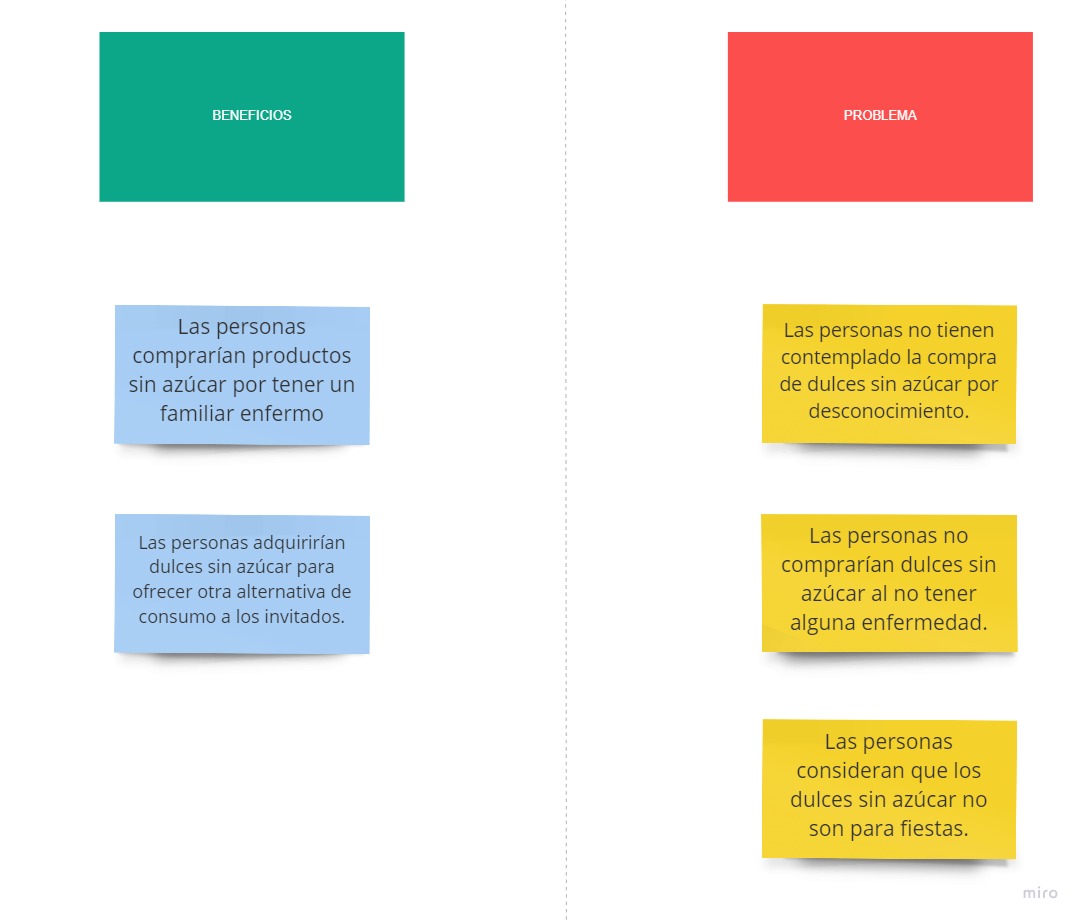 BENEFICIOS
Las personas
comprarían productos
sin azúcar por tener un
familiar enfermo
Las personas adquirirían
dulces sin azúcar para
ofrecer otra alternativa de
consumo a los invitados.
PROBLEMA
Las personas no tienen
contemplado la compra
de dulces sin azúcar por
desconocimiento.
Las personas no
comprarían dulces sin
azúcar al no tener
alguna enfermedad.
Las personas
consideran que los
dulces sin azúcar no
son para fiestas.
miro